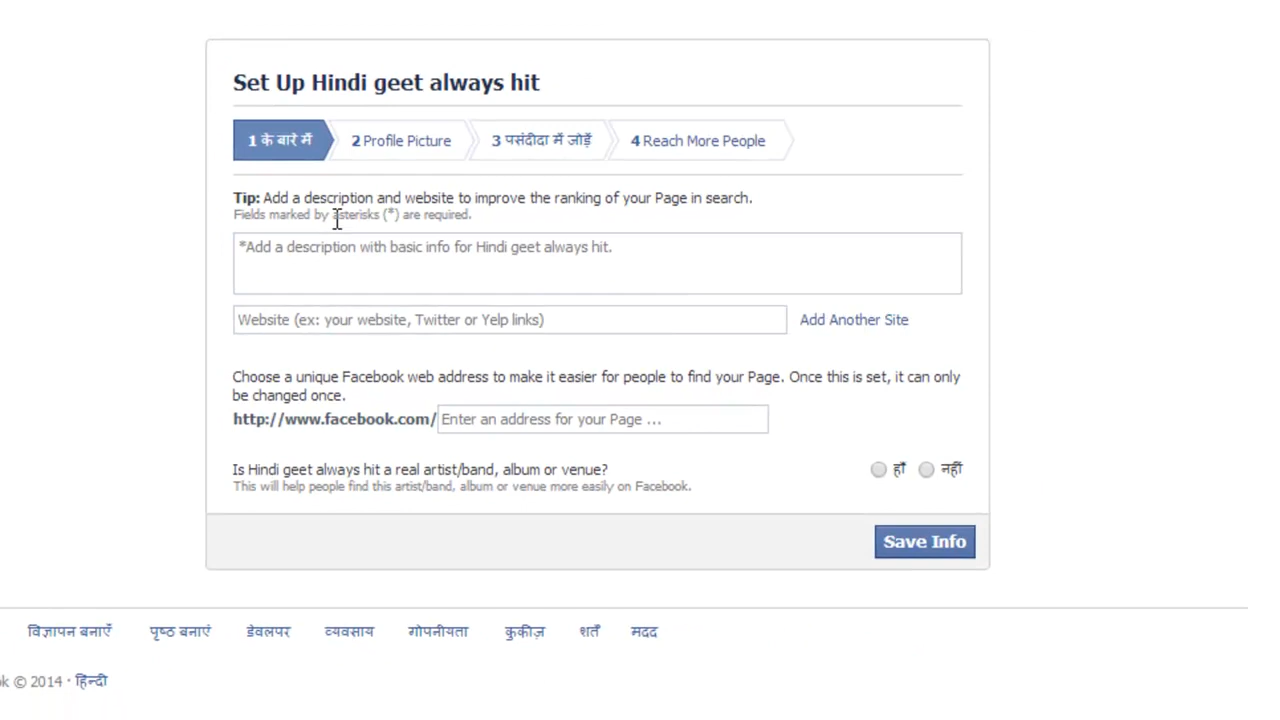 Set Up Hindi geet always hit
1 के बारे में 2 Profile Picture 3 पसंदीदा में जोड़ें 4 Reach More People
Tip: Add a description and website to improve the ranking of your Page in search.
Fields marked by asterisks (*) are required.
*Add a description with basic info for Hindi geet always hit.
Website (ex: your website, Twitter or Yelp links) Add Another Site
Choose a unique Facebook web address to make it easier for people to find your Page. Once this is set, it can only
be changed once.
http://www.facebook.com/ Enter an address for your Page ...
Is Hindi geet always hit a real artist/band, album or venue? हाँ नहीं
This will help people find this artist/band, album or venue more easily on Facebook.
Save Info
विज्ञापन बनाएँ पृष्ठ बनाएं डेवलपर व्यवसाय गोपनीयता कुकीज़ शर्तें मदद
ok © 2014 · हिन्दी